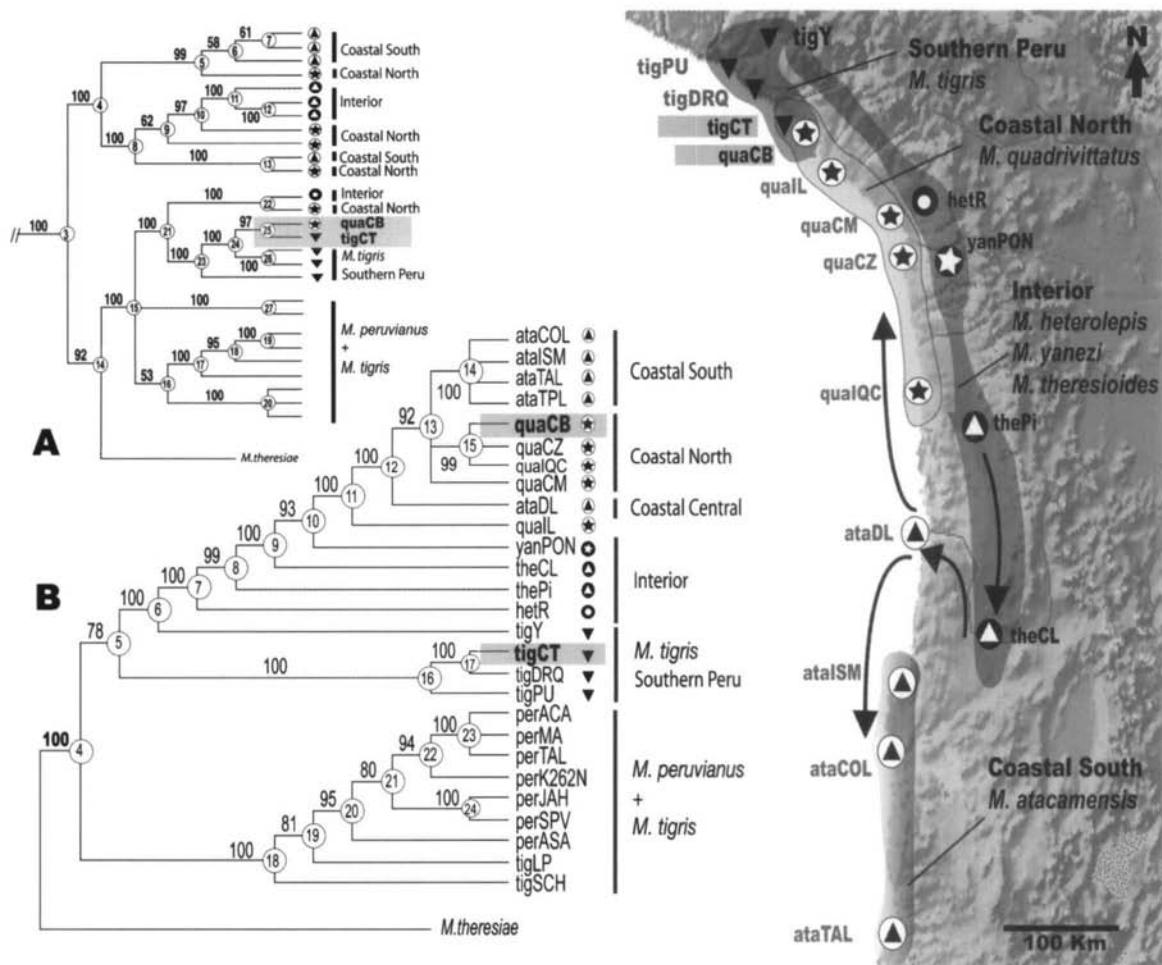 A
100
3
4
99
5
58
6
61
7
Coastal South
Coastal North
100
8
62
9
97
10
100
11
100
12
Interior
Coastal North
100
13
Coastal South
Coastal North
92
14
100
15
100
21
100
22
Interior
Coastal North
100
23
100
24
97
25
quaCB
tigCT
100
26
M. tigris
Southern Peru
100
27
53
16
100
17
95
18
100
19
100
20
M. peruvianus
+
M. tigris
M.theresiae
B
100
4
78
5
100
6
100
7
99
8
100
9
93
10
100
11
100
12
92
13
14
100
15
99
ataCOL
ataISM
ataTAL
ataTPL
Coastal South
quaCB
quaCZ
quaIQC
quaCM
Coastal North
ataDL
Coastal Central
quaIL
yanPON
theCL
thePi
hetR
Interior
tigY
100
16
100
17
tigCT
tigDRQ
tigPU
M. tigris
Southern Peru
100
18
81
19
95
20
80
21
94
22
100
23
100
24
perACA
perMA
perTAL
perK262N
perJAH
perSPV
perASA
tigLP
tigSCH
M. peruvianus
+
M. tigris
M.theresiae
N
tigY
tigPU
Southern Peru
M. tigris
tigDRQ
tigCT
quaCB
Coastal North
M. quadrivittatus
quaIL
hetR
quaCM
yanPON
quaCZ
Interior
M. heterolepis
M. yanezi
M. theresioides
quaIQC
thePi
ataDL
theCL
ataISM
ataCOL
Coastal South
M. atacamensis
ataTAL
100 Km